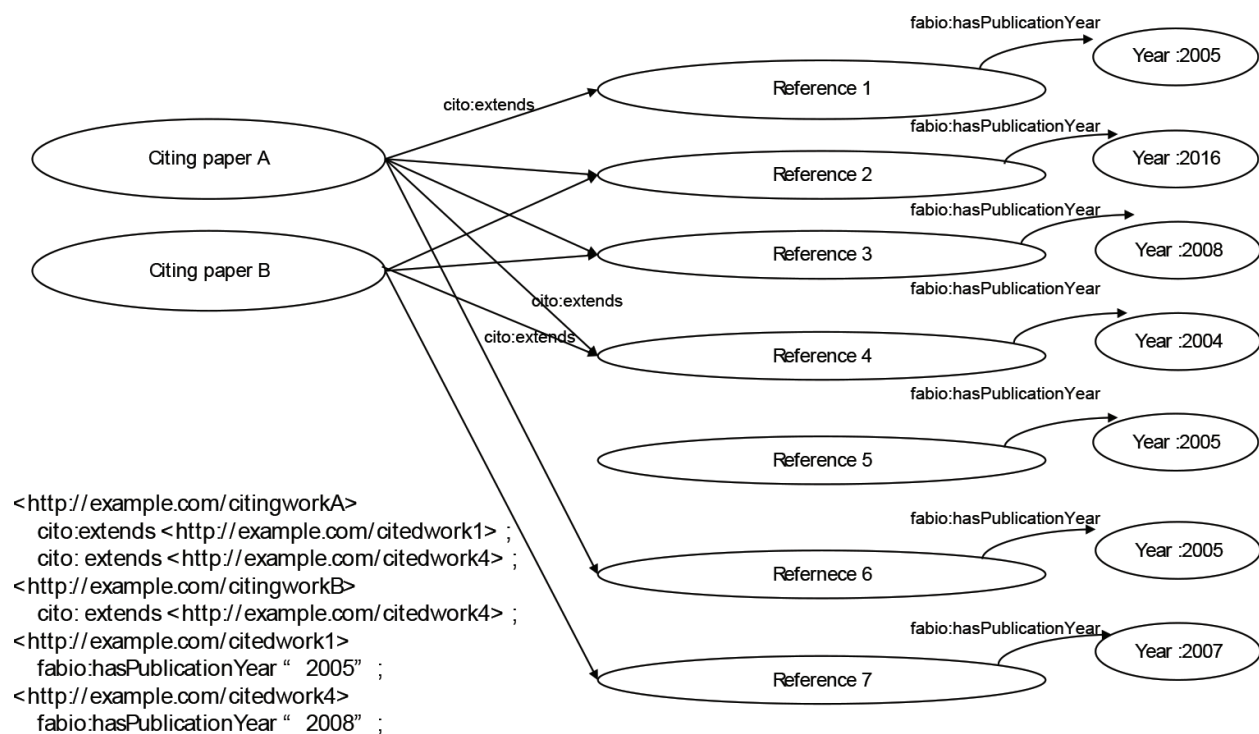 fabio:hasPublicationYear
Year :2005
Reference 1
cito:extends
fabio:hasPublicationYear
Citing paper A
Year :2016
Reference 2
fabio:hasPublicationYear
Citing paper B
Reference 3
Year :2008
fabio:hasPublicationYear
cito:extends
cito:extends
Reference 4
Year :2004
fabio:hasPublicationYear
Year :2005
Reference 5
<http://example.com/citingworkA>
cito:extends <http://example.com/citedwork1> ;
cito: extends <http://example.com/citedwork4> ;
<http://example.com/citingworkB>
cito: extends <http://example.com/citedwork4> ;
<http://example.com/citedwork1>
fabio:hasPublicationYear “ 2005” ;
<http://example.com/citedwork4>
fabio:hasPublicationYear “ 2008” ;
fabio:hasPublicationYear
Year :2005
Refernece 6
fabio:hasPublicationYear
Year :2007
Reference 7